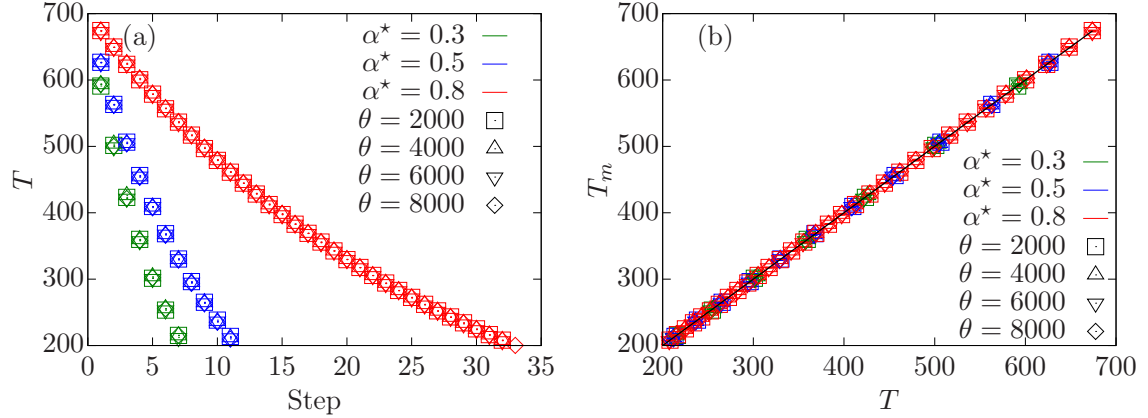 (a)
α⋆ = 0.3
α⋆ = 0.5
α⋆ = 0.8
θ = 2000
θ = 4000
θ = 6000
θ = 8000
700
600
500
400
300
200
T
0 5 10 15 20 25 30 35
Step
(b)
α⋆ = 0.3
α⋆ = 0.5
α⋆ = 0.8
θ = 2000
θ = 4000
θ = 6000
θ = 8000
700
600
500
400
300
200
Tm
200 300 400 500 600 700
T